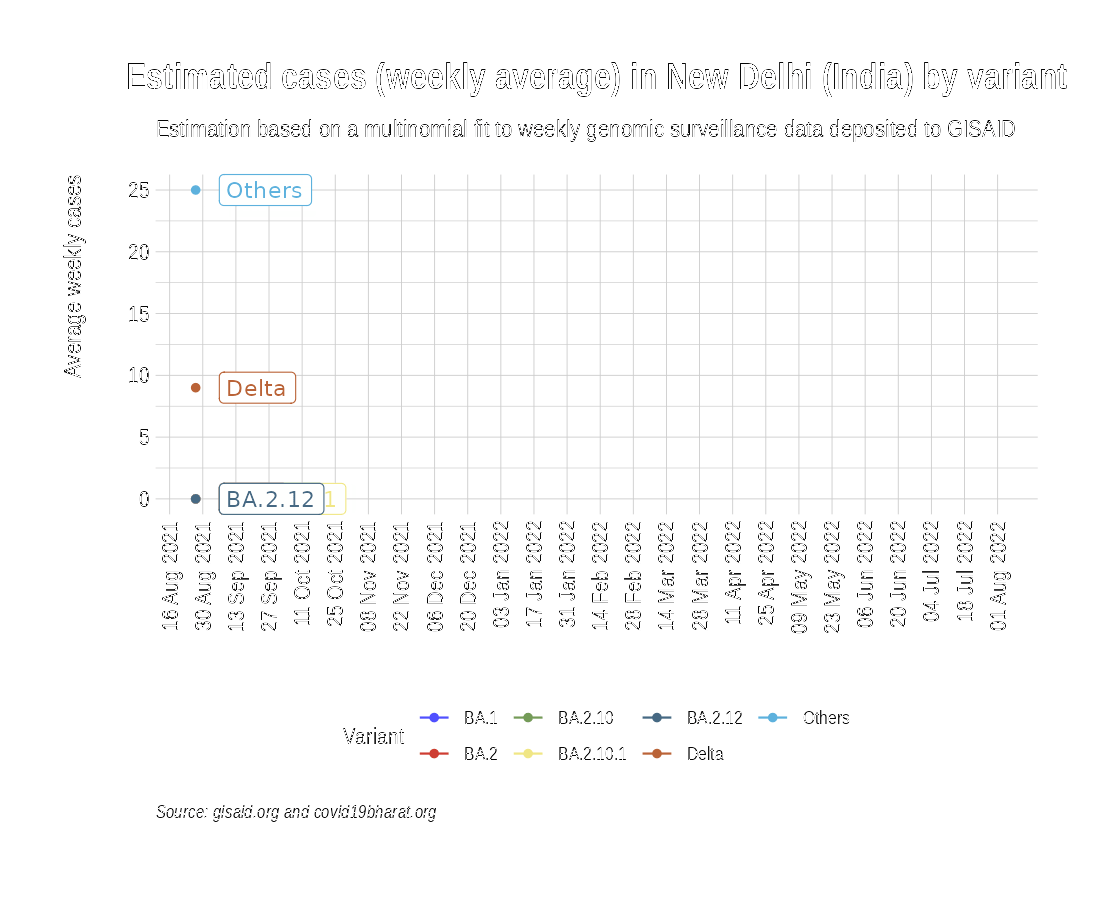 Estimated cases (weekly average) in New Delhi (India) by variant
Estimation based on a multinomial fit to weekly genomic surveillance data deposited to GISAID
Average weekly cases
25
20
15
10
5
0
Others
Delta
BA.2.12
1
16 Aug 2021
30 Aug 2021
13 Sep 2021
27 Sep 2021
11 Oct 2021
25 Oct 2021
08 Nov 2021
22 Nov 2021
06 Dec 2021
20 Dec 2021
03 Jan 2022
17 Jan 2022
31 Jan 2022
14 Feb 2022
28 Feb 2022
14 Mar 2022
28 Mar 2022
11 Apr 2022
25 Apr 2022
09 May 2022
23 May 2022
06 Jun 2022
20 Jun 2022
04 Jul 2022
18 Jul 2022
01 Aug 2022
Variant
BA.1 BA.2.10 BA.2.12 Others
BA.2 BA.2.10.1 Delta
Source: gisaid.org and covid19bharat.org